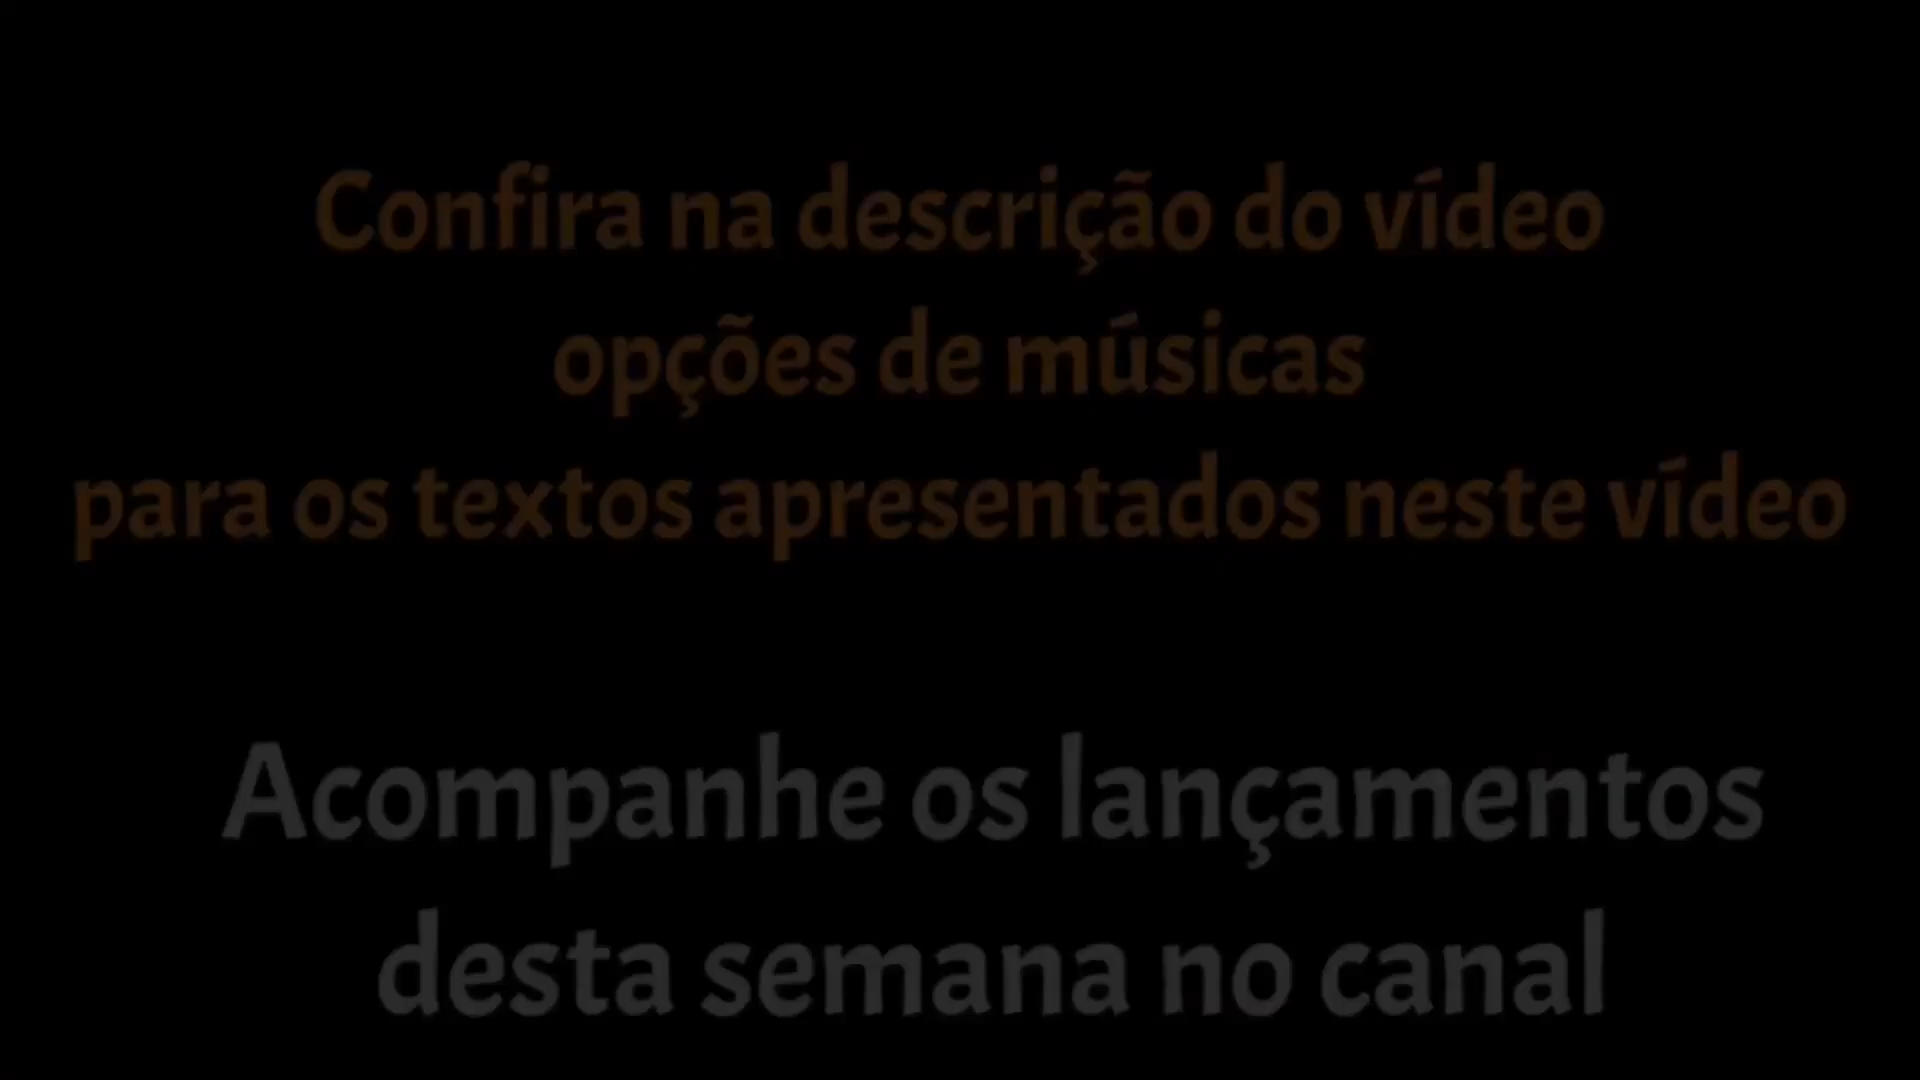 Confira na descrição do vídeo
opções de músicas
para os textos apresentados neste vídeo
Acompanhe os lançamentos
desta semana no canal